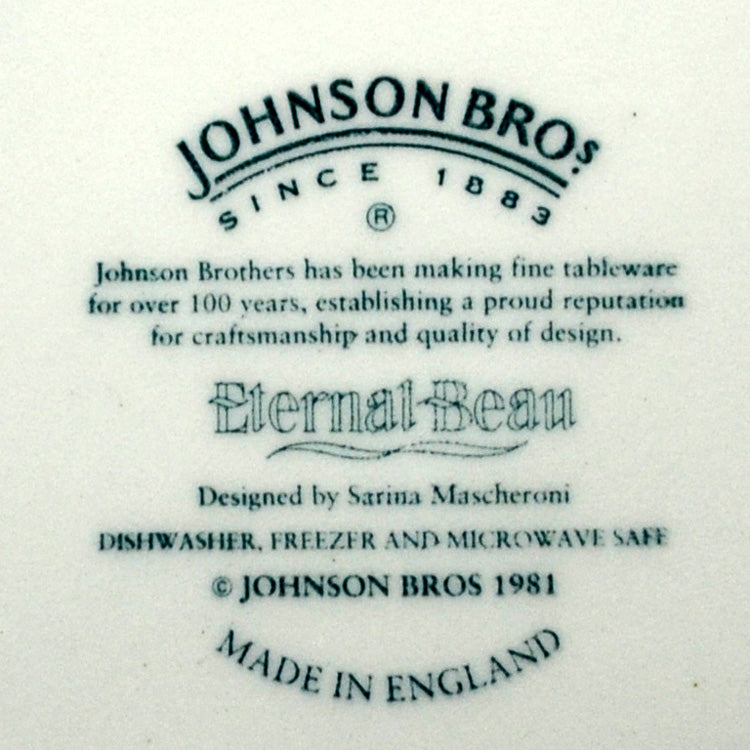 JOHNSON BROS.
SINCE 1883
®
Johnson Brothers has been making fine tableware
for over 100 years, establishing a proud reputation
for craftsmanship and quality of design.
Eternal Beau
Designed by Sarina Mascheroni
DISHWASHER, FREEZER AND MICROWAVE SAFE
© JOHNSON BROS 1981
MADE IN ENGLAND